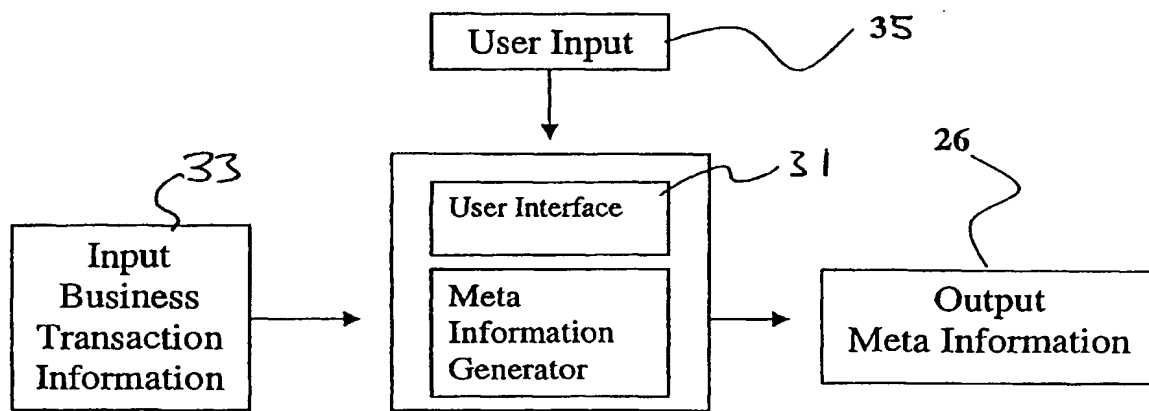 User Input
35
33
26
31
User Interface
Input
Business
Transaction
Information
Meta
Information
Generator
Output
Meta Information